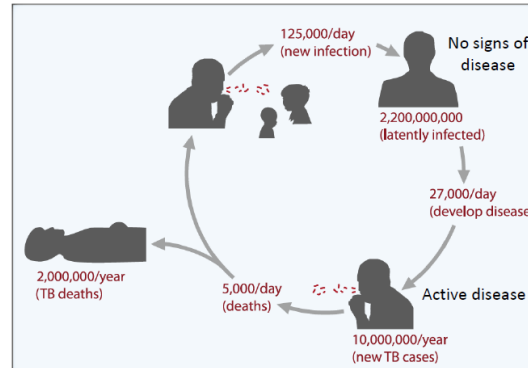 125,000/day
(new infection)
No signs of
disease
2,200,000,000
(latently infected)
27,000/day
(develop disease
Active disease
10,000,000/year
(new TB cases)
5,000/day
(deaths)
2,000,000/year
(TB deaths)